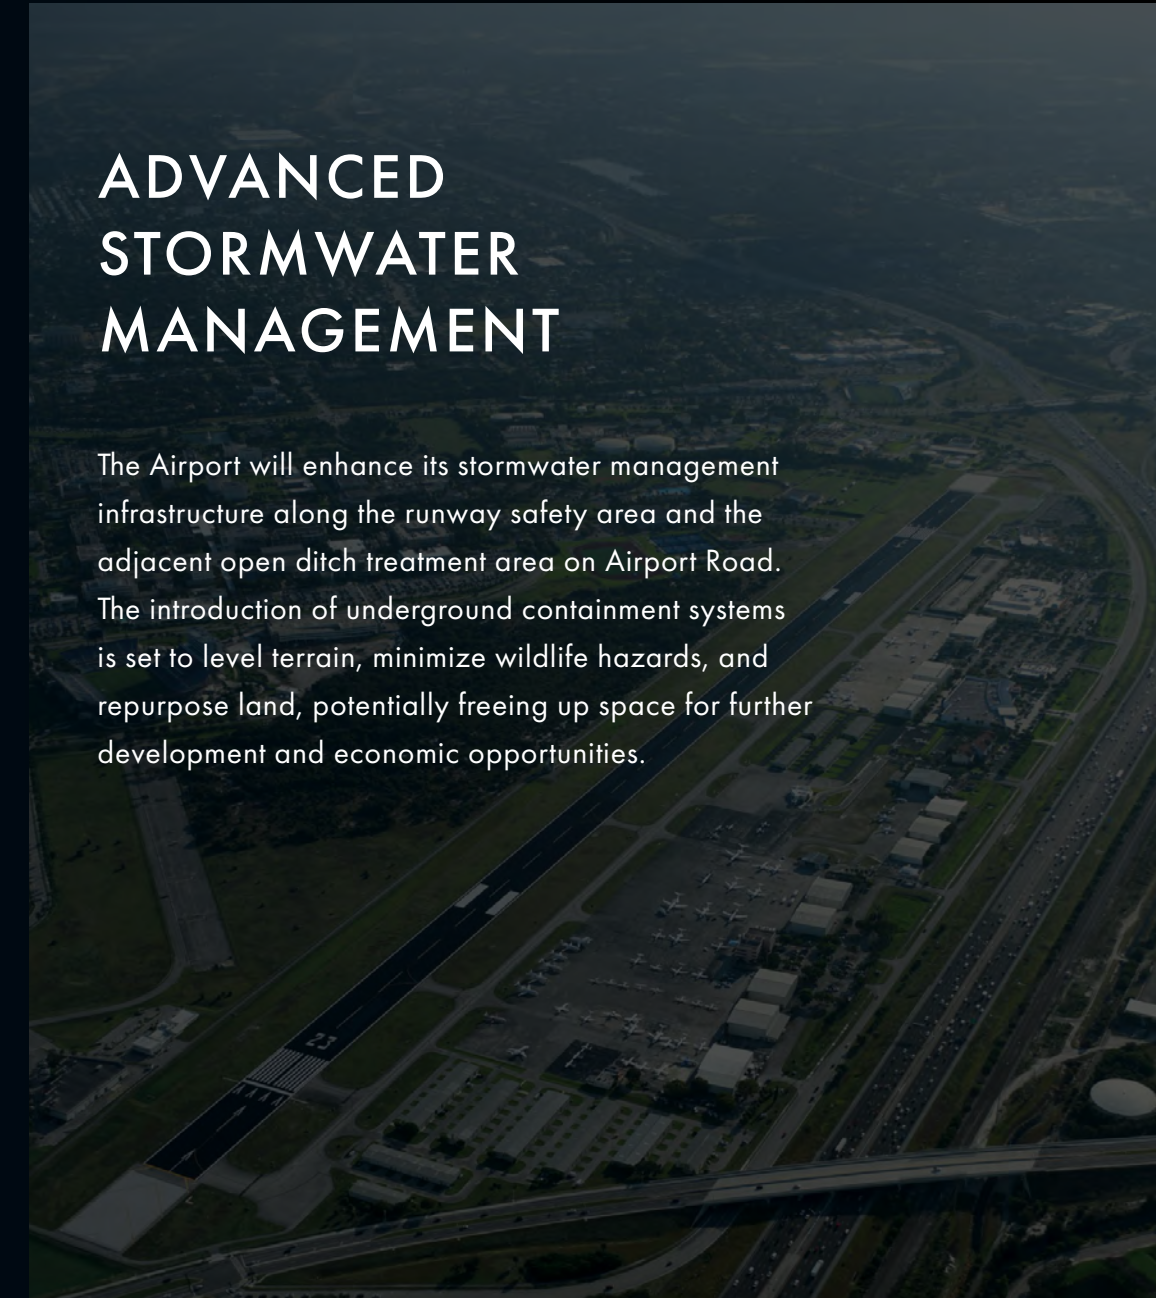 ADVANCED
STORMWATER
MANAGEMENT
The Airport will enhance its stormwater management
infrastructure along the runway safety area and the
adjacent open ditch treatment area on Airport Road.
The introduction of underground containment systems
is set to level terrain, minimize wildlife hazards, and
repurpose land, potentially freeing up space for further
development and economic opportunities.
23